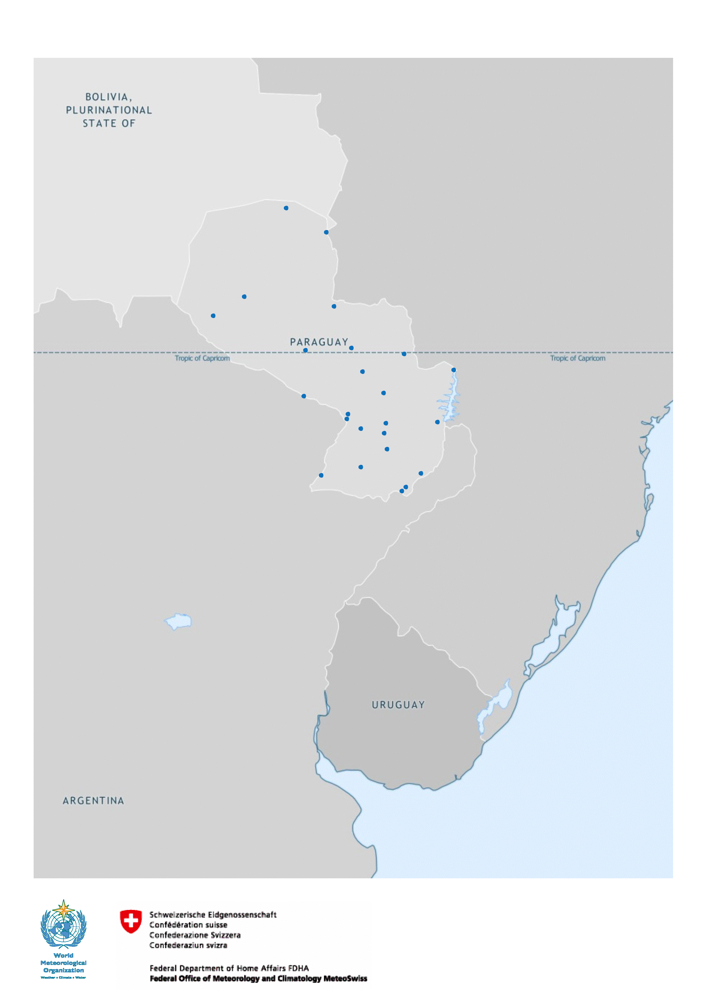 BOLIVIA,
PLURINATIONAL
STATE OF
PARAGUAY
Tropic of Capricorn
Tropic of Capricorn
URUGUAY
ARGENTINA
World
Meteorological
Organization
Weather • Climate • Water
Schweizerische Eidgenossenschaft
Confédération suisse
Confederazione Svizzera
Confederaziun svizra
Federal Department of Home Affairs FDHA
Federal Office of Meteorology and Climatology MeteoSwiss